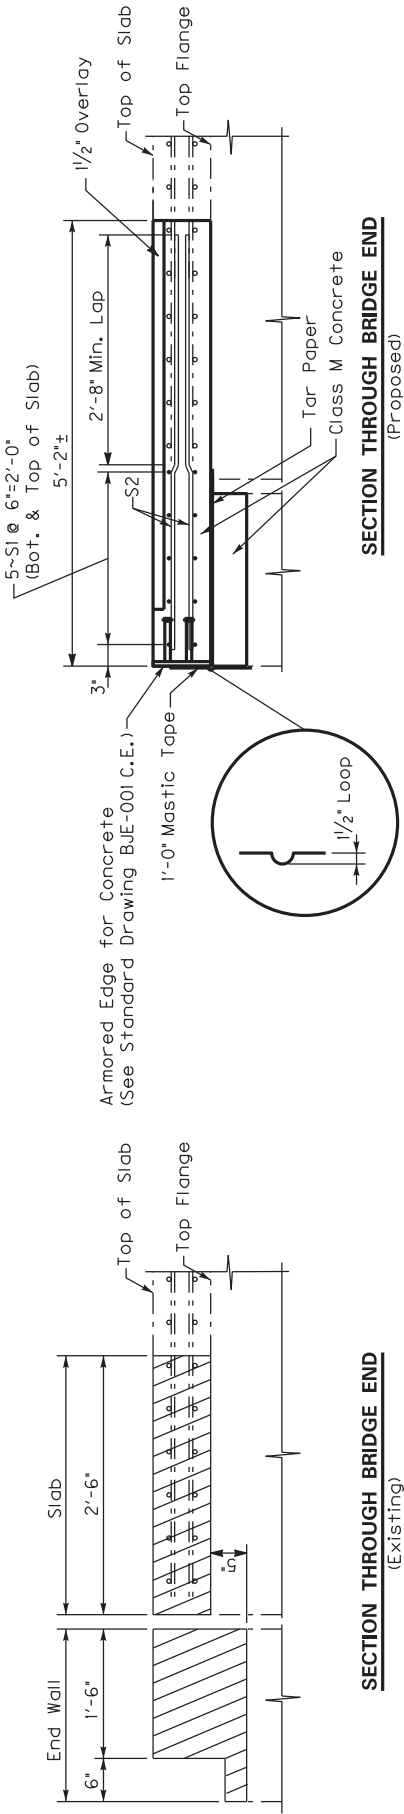 End Wall
Slab
6"
1'-6"
2'-6"
5"
Top of Slab
Top Flange
SECTION THROUGH BRIDGE END
(Existing)
Armored Edge for Concrete
(See Standard Drawing BJE-001 C.E.)
1'-0" Mastic Tape
1½" Loop
3"
5~S1 @ 6"=2'-0"
(Bot. & Top of Slab)
5'-2"±
2'-8" Min. Lap
S2
1½" Overlay
Top of Slab
Top Flange
Tar Paper
Class M Concrete
SECTION THROUGH BRIDGE END
(Proposed)